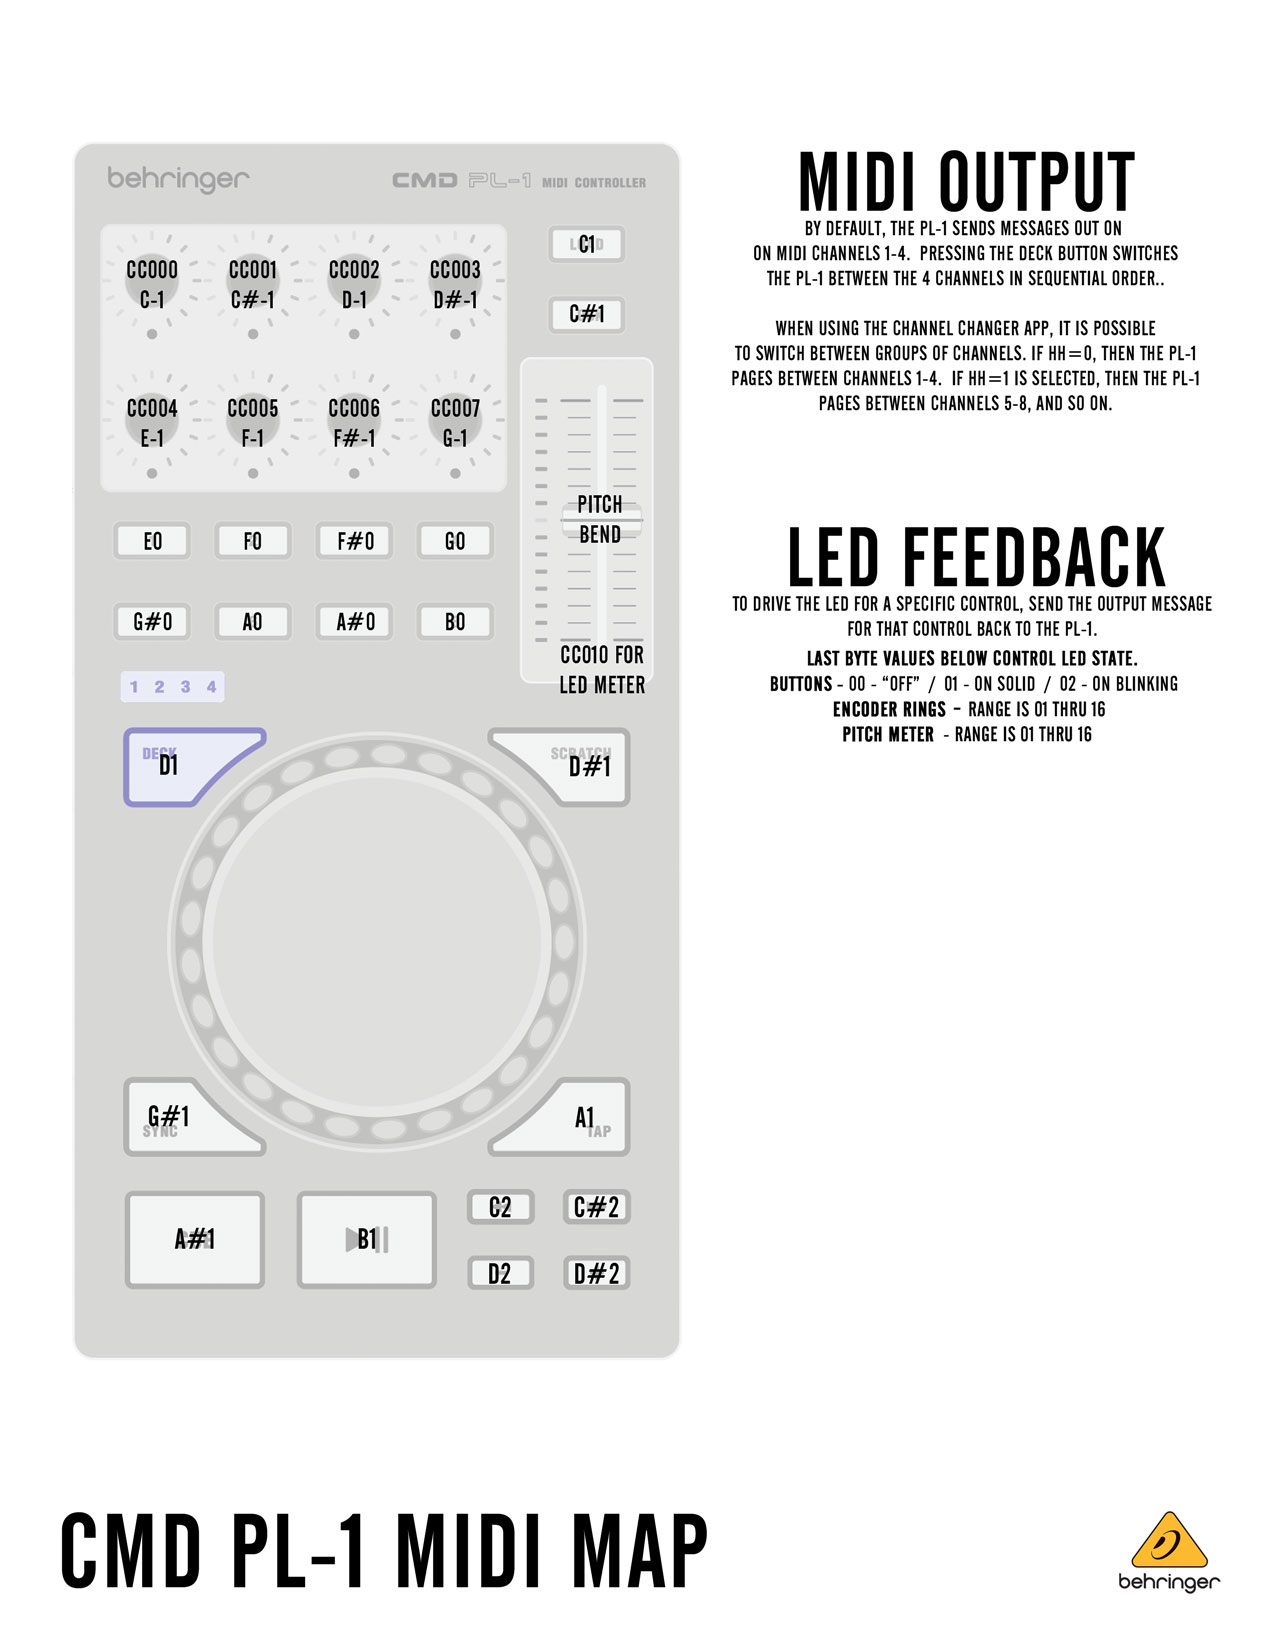 behringer
CMD PL-1 MIDI CONTROLLER
MIDI OUTPUT
BY DEFAULT, THE PL-1 SENDS MESSAGES OUT ON
ON MIDI CHANNELS 1-4. PRESSING THE DECK BUTTON SWITCHES
THE PL-1 BETWEEN THE 4 CHANNELS IN SEQUENTIAL ORDER..
WHEN USING THE CHANNEL CHANGER APP, IT IS POSSIBLE
TO SWITCH BETWEEN GROUPS OF CHANNELS. IF HH=0, THEN THE PL-1
PAGES BETWEEN CHANNELS 1-4. IF HH=1 IS SELECTED, THEN THE PL-1
PAGES BETWEEN CHANNELS 5-8, AND SO ON.
LED FEEDBACK
TO DRIVE THE LED FOR A SPECIFIC CONTROL, SEND THE OUTPUT MESSAGE
FOR THAT CONTROL BACK TO THE PL-1.
LAST BYTE VALUES BELOW CONTROL LED STATE.
BUTTONS - 00 - “OFF” / 01 - ON SOLID / 02 - ON BLINKING
ENCODER RINGS - RANGE IS 01 THRU 16
PITCH METER - RANGE IS 01 THRU 16
C1
CC000 CC001 CC002 CC003
C-1 C#-1 D-1 D#-1
C#1
CC004 CC005 CC006 CC007
E-1 F-1 F#-1 G-1
PITCH
BEND
E0 F0 F#0 G0
G#0 A0 A#0 B0
CC010 FOR
LED METER
1 2 3 4
DECK SCRATCH
D1 D#1
G#1 A1
SYNC TAP
A#1 B1
C2 C#2
D2 D#2
CMD PL-1 MIDI MAP
behringer